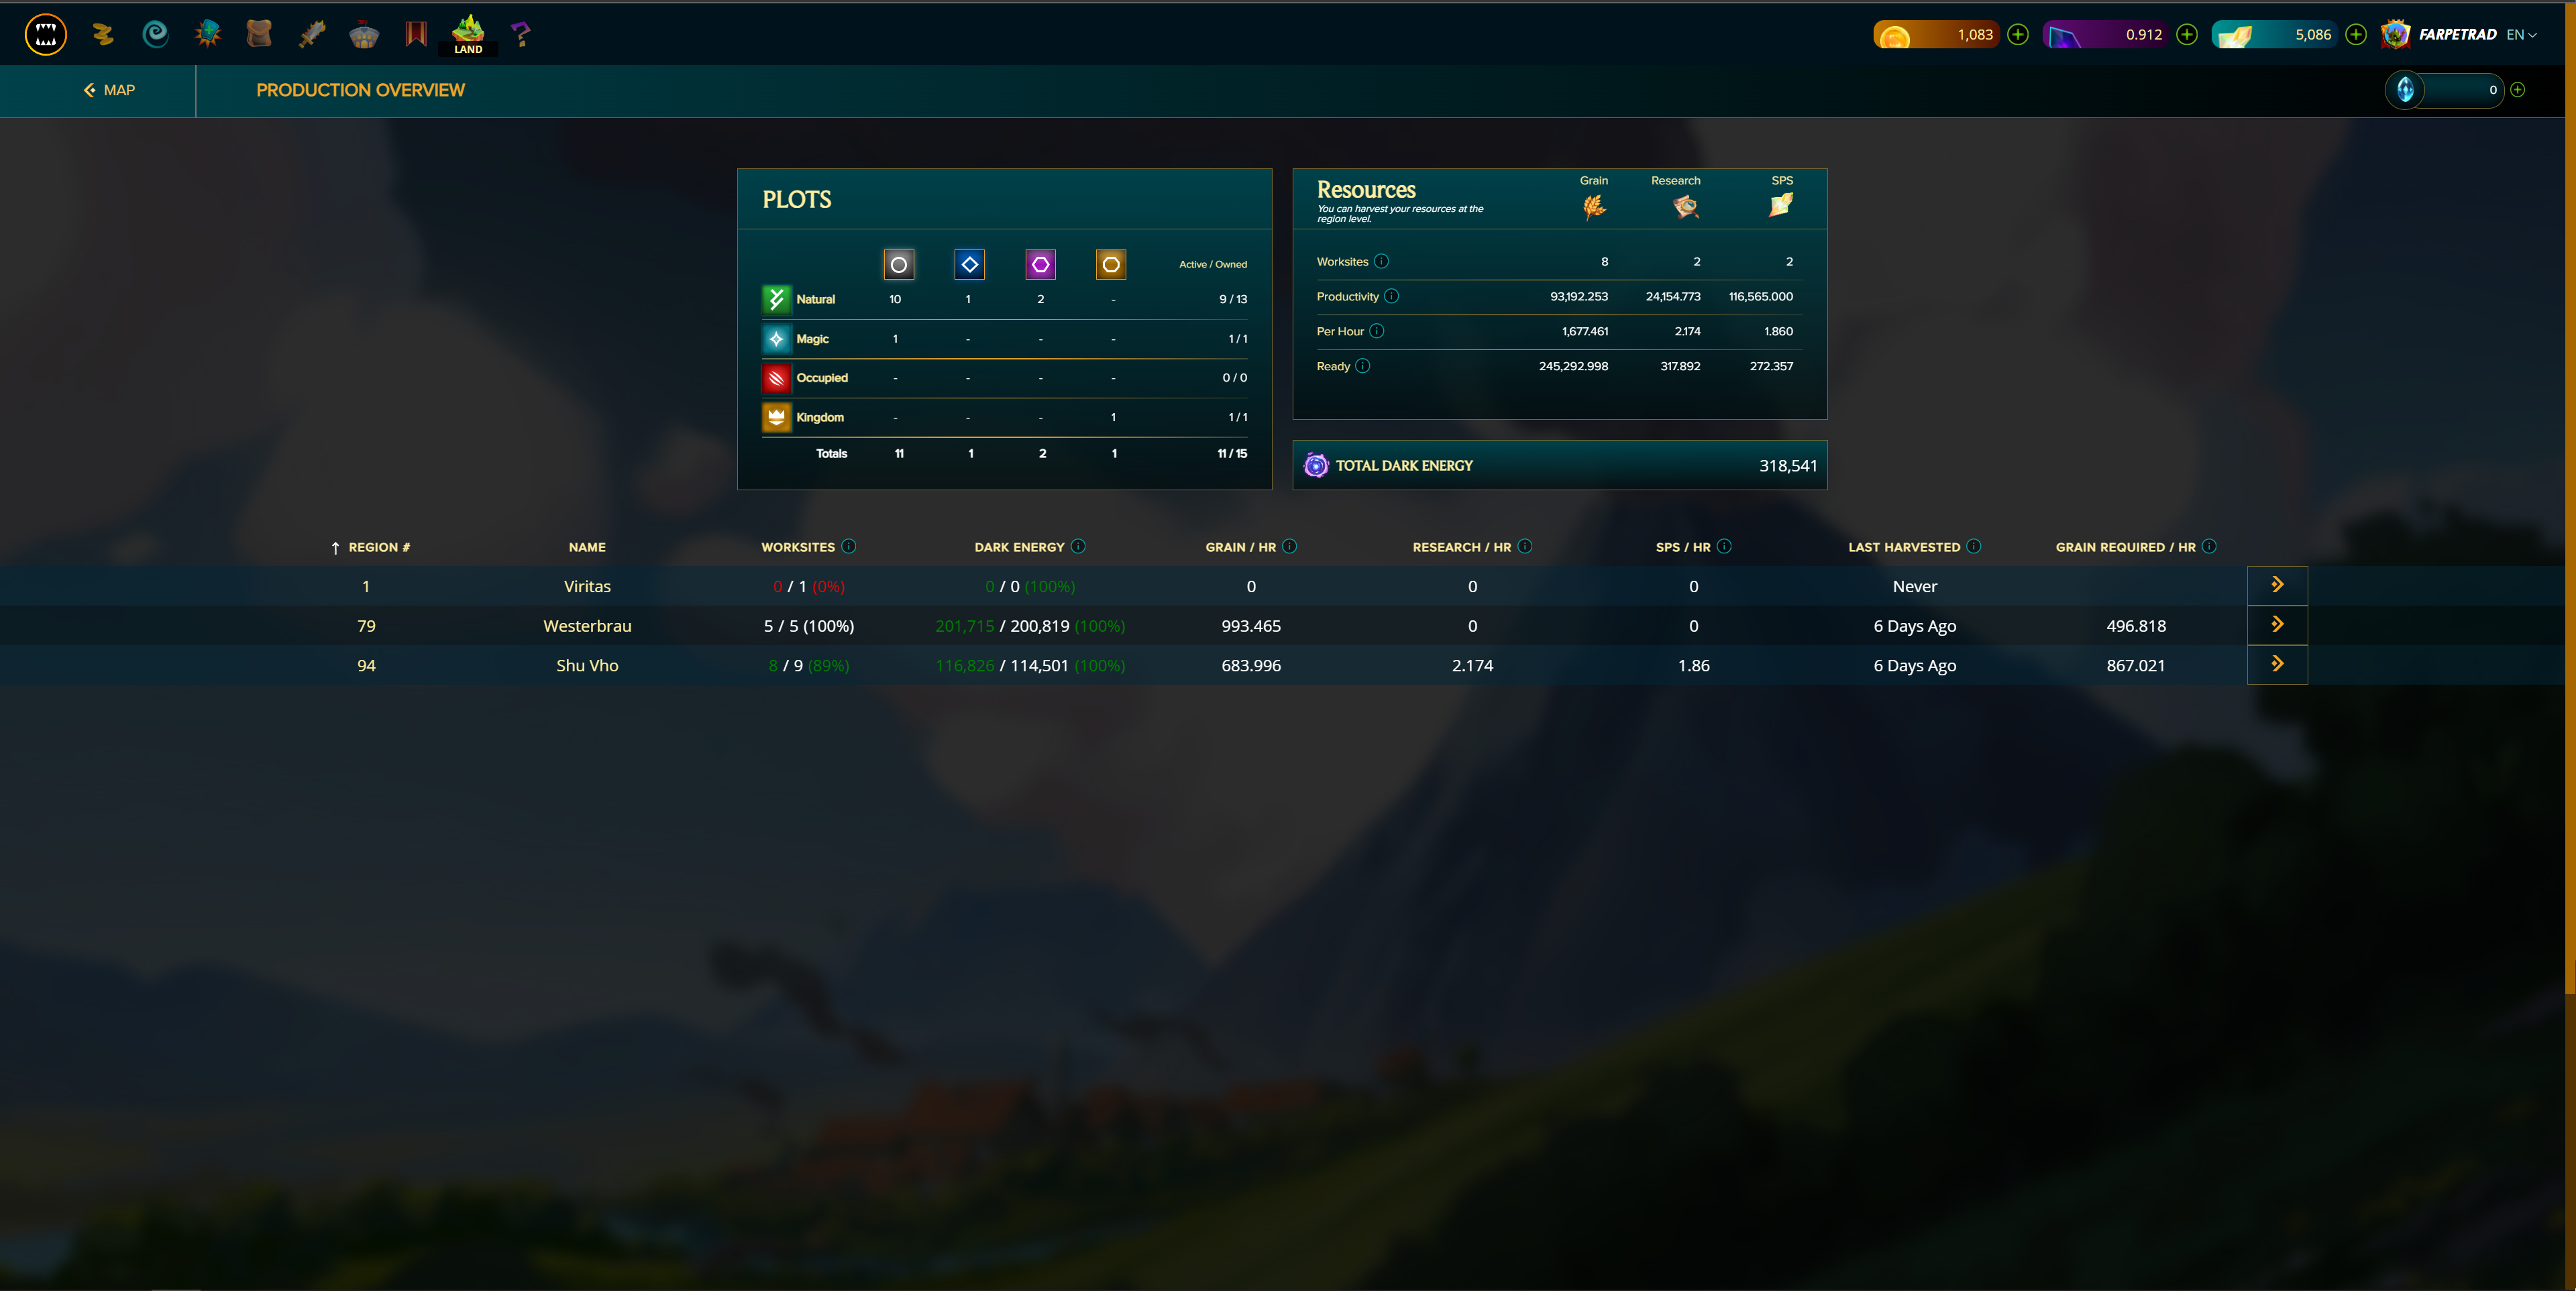 LAND
1,083
0.912
5,086
FARPETRAD
EN
MAP
PRODUCTION OVERVIEW
0
PLOTS
Active / Owned
Natural 10 1 2 - 9 / 13
Magic 1 - - - 1 / 1
Occupied - - - - 0 / 0
Kingdom - - - 1 1 / 1
Totals 11 1 2 1 11 / 15
Resources
You can harvest your resources at the
region level.
Grain Research SPS
Worksites 8 2 2
Productivity 93,192.253 24,154.773 116,565.000
Per Hour 1,677.461 2.174 1.860
Ready 245,292.998 317.892 272.357
TOTAL DARK ENERGY 318,541
REGION # NAME WORKSITES DARK ENERGY GRAIN / HR RESEARCH / HR SPS / HR LAST HARVESTED GRAIN REQUIRED / HR
1 Viritas 0 / 1 (0%) 0 / 0 (100%) 0 0 0 Never
79 Westerbrau 5 / 5 (100%) 201,715 / 200,819 (100%) 993.465 0 0 6 Days Ago 496.818
94 Shu Vho 8 / 9 (89%) 116,826 / 114,501 (100%) 683.996 2.174 1.86 6 Days Ago 867.021